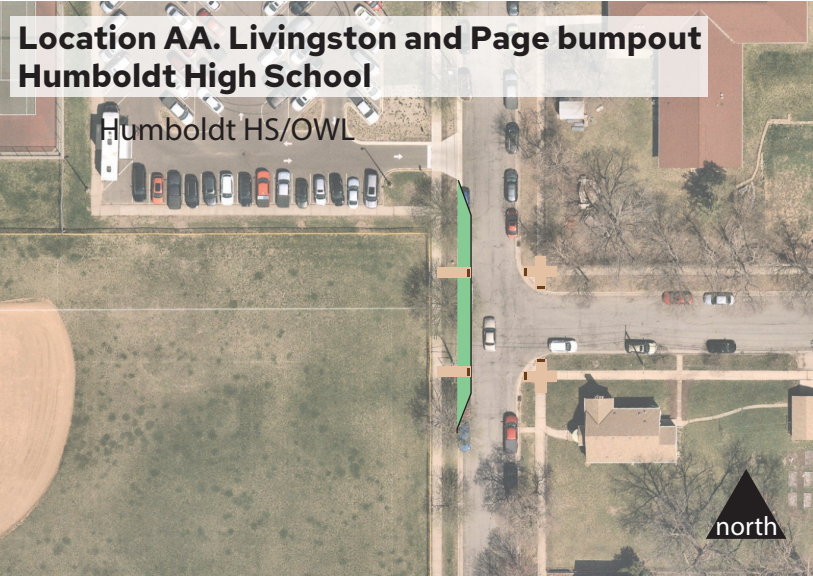 Location AA. Livingston and Page bumpout
Humboldt High School
Humboldt HS/OWL
north